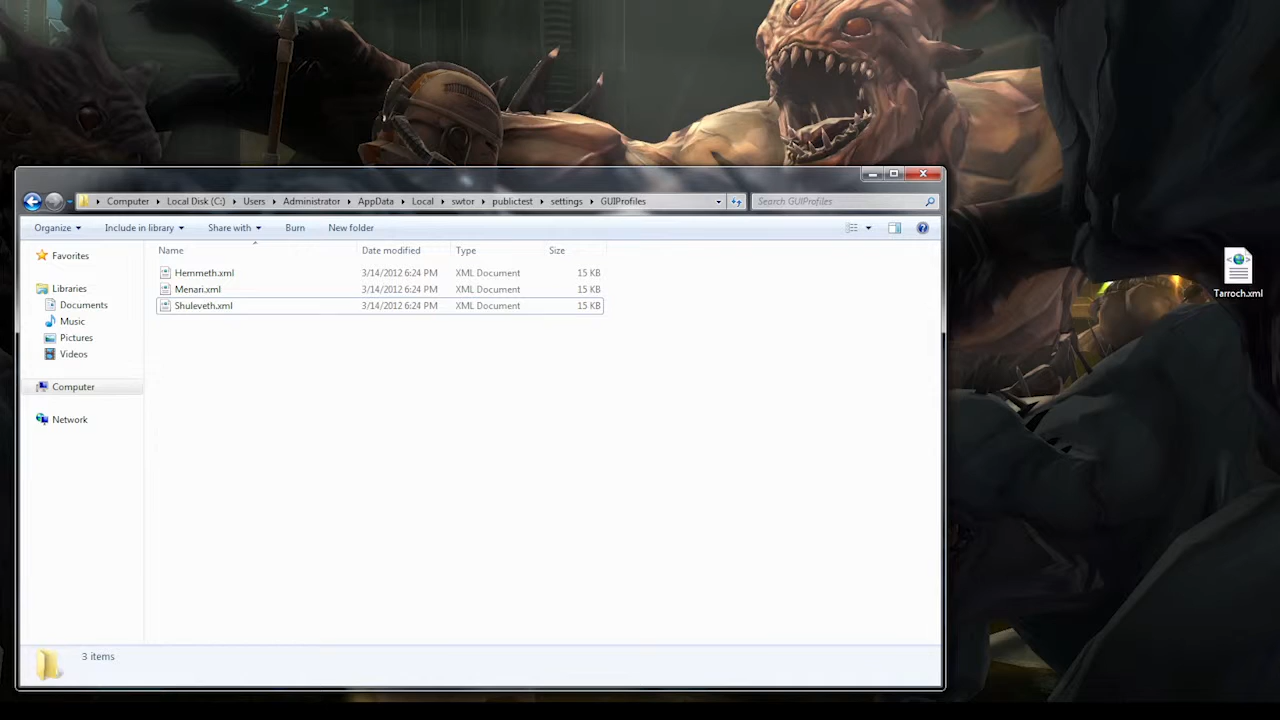 Computer Local Disk (C:) Users Administrator AppData Local swtor publictest settings GUIProfiles Search GUIProfiles
Organize Include in library Share with Burn New folder
Name Date modified Type Size
Favorites
Libraries
Documents
Music
Pictures
Videos
Computer
Network
Hemmeth.xml 3/14/2012 6:24 PM XML Document 15 KB
Menari.xml 3/14/2012 6:24 PM XML Document 15 KB
Shuleveth.xml 3/14/2012 6:24 PM XML Document 15 KB
3 items
Tarroch.xml